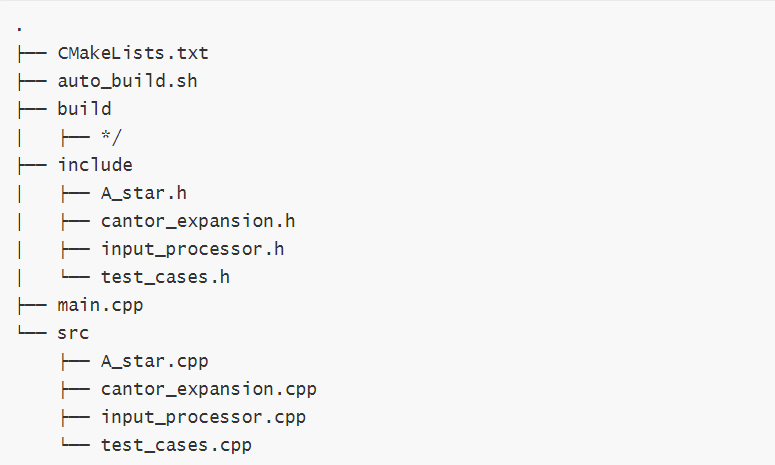 .
├── CMakeLists.txt
├── auto_build.sh
├── build
│   ├── */
├── include
│   ├── A_star.h
│   ├── cantor_expansion.h
│   ├── input_processor.h
│   └── test_cases.h
├── main.cpp
└── src
    ├── A_star.cpp
    ├── cantor_expansion.cpp
    ├── input_processor.cpp
    └── test_cases.cpp